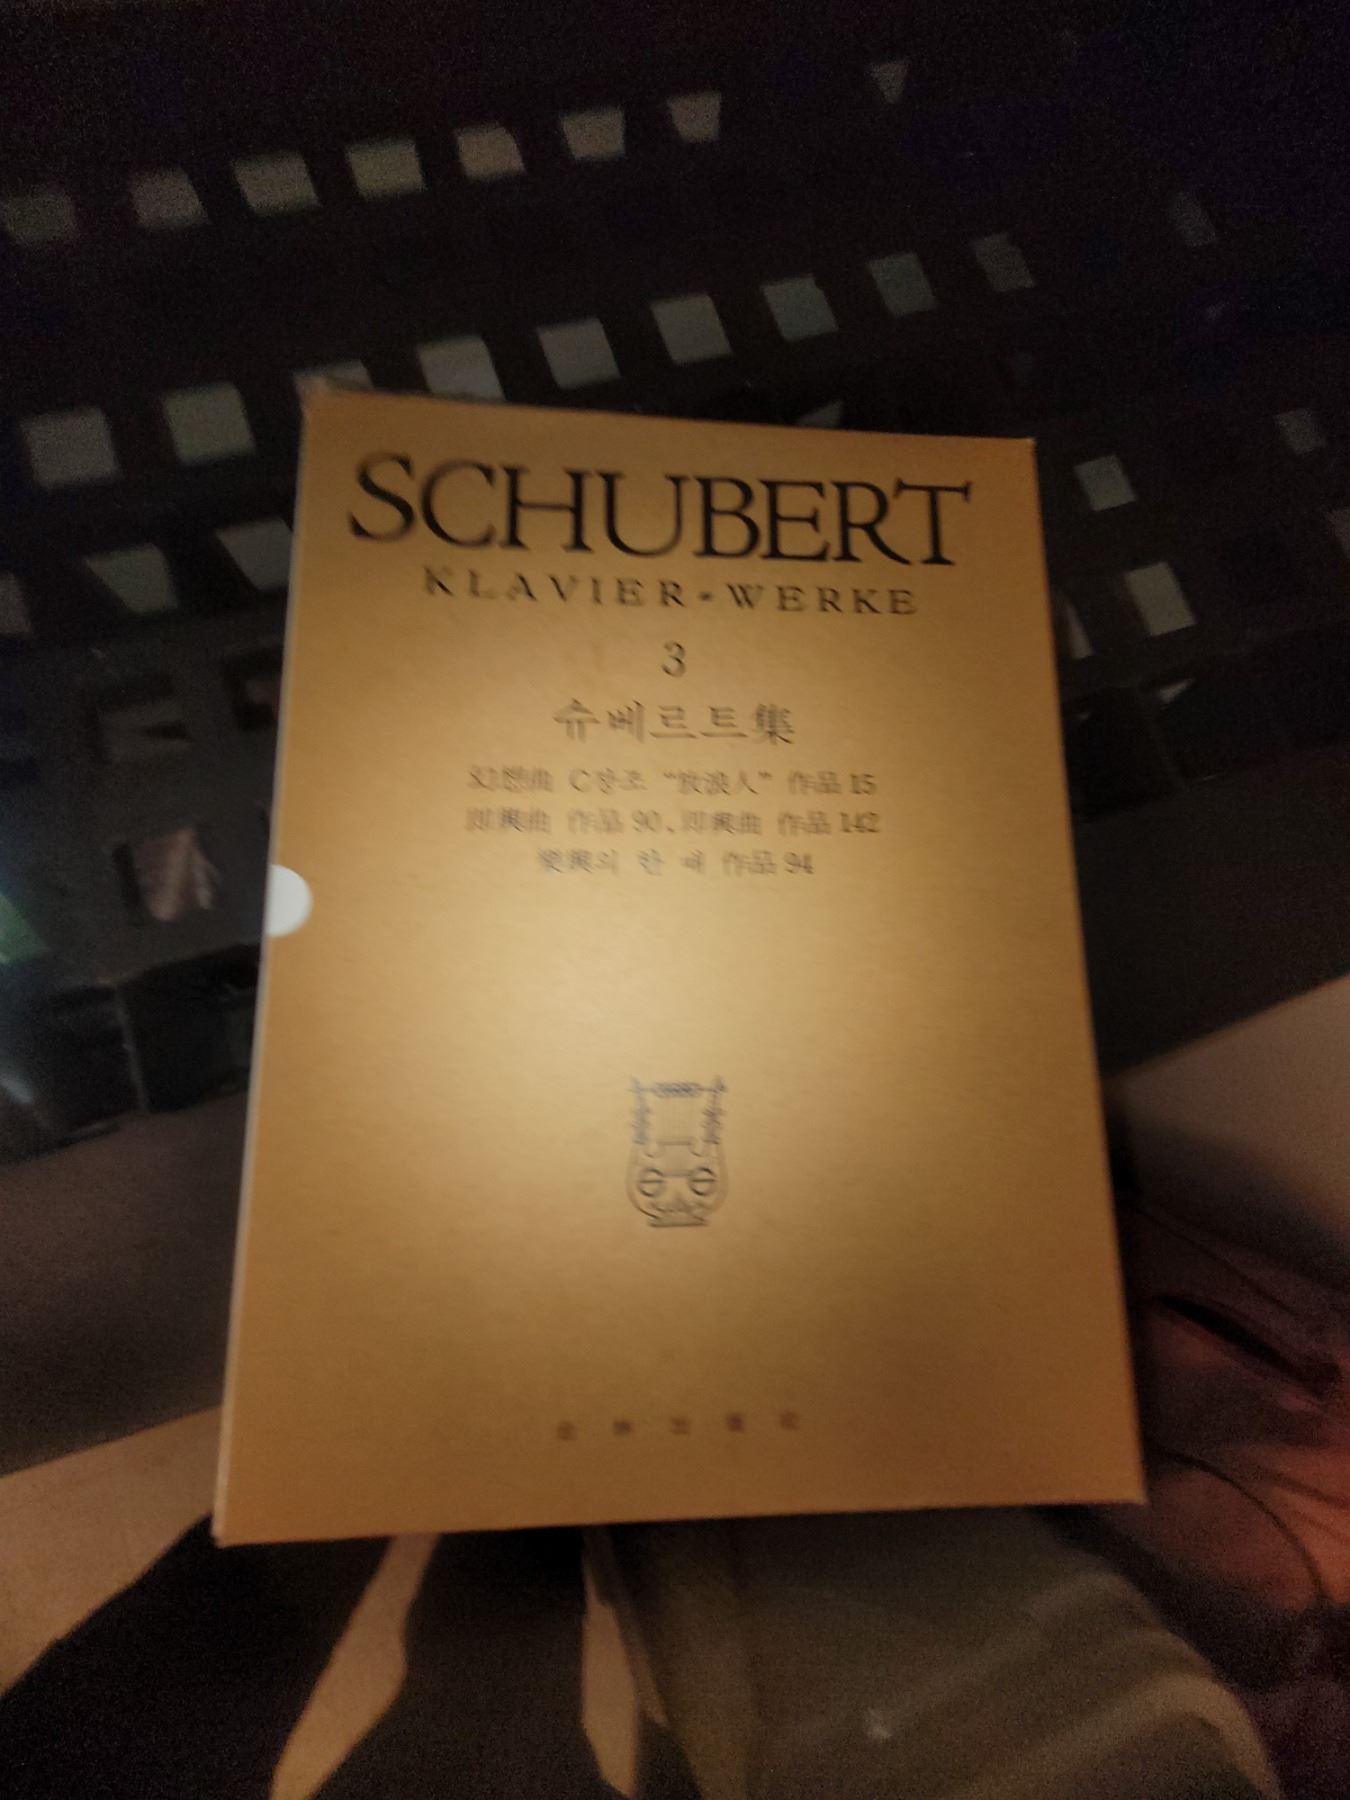 SCHUBERT
KLAVIER-WERKE
3
슈베르트集
幻想曲 C장조 “放浪人” 作品 15
即興曲 作品 90, 即興曲 作品 142
樂興의 한 때 作品 94